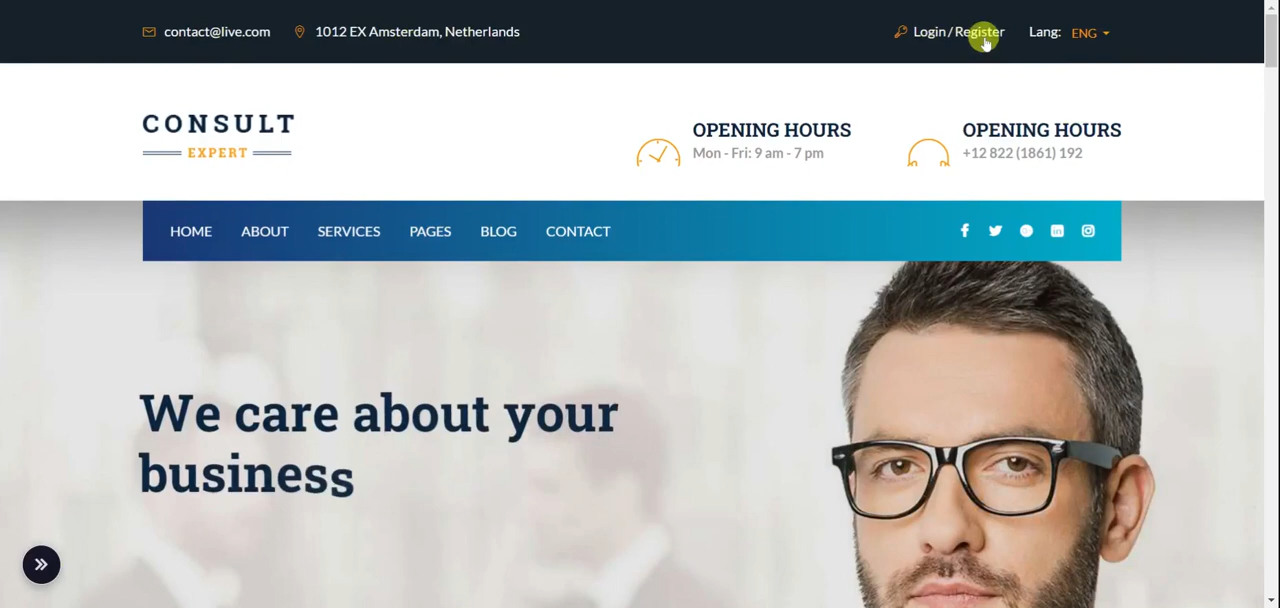 contact@live.com 1012 EX Amsterdam, Netherlands Login/Register Lang: ENG
CONSULT
EXPERT
OPENING HOURS
Mon - Fri: 9 am - 7 pm
OPENING HOURS
+12 822 (1861) 192
HOME ABOUT SERVICES PAGES BLOG CONTACT
We care about your
business